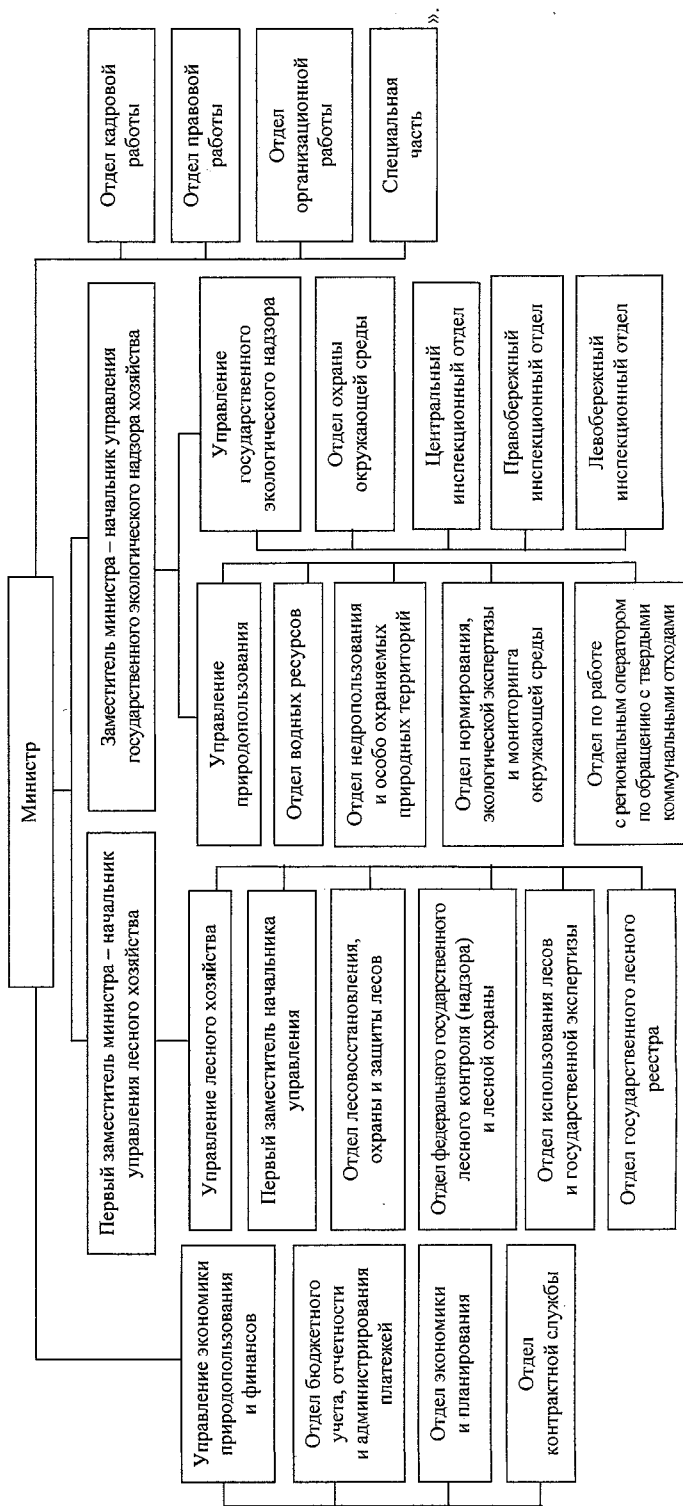 Министр
Первый заместитель министра – начальник
управления лесного хозяйства
Заместитель министра – начальник управления
государственного экологического надзора хозяйства
Управление экономики
природопользования
и финансов
Отдел бюджетного
учета, отчетности
и администрирования
платежей
Отдел экономики
и планирования
Отдел
контрактной службы
Управление лесного хозяйства
Первый заместитель начальника
управления
Отдел лесовосстановления,
охраны и защиты лесов
Отдел федерального государственного
лесного контроля (надзора)
и лесной охраны
Отдел использования лесов
и государственной экспертизы
Отдел государственного лесного
реестра
Управление
природопользования
Отдел водных ресурсов
Отдел недропользования
и особо охраняемых
природных территорий
Отдел нормирования,
экологической экспертизы
и мониторинга
окружающей среды
Отдел по работе
с региональным оператором
по обращению с твердыми
коммунальными отходами
Управление
государственного
экологического надзора
Отдел охраны
окружающей среды
Центральный
инспекционный отдел
Правобережный
инспекционный отдел
Левобережный
инспекционный отдел
Отдел кадровой
работы
Отдел правовой
работы
Отдел
организационной
работы
Специальная
часть
».